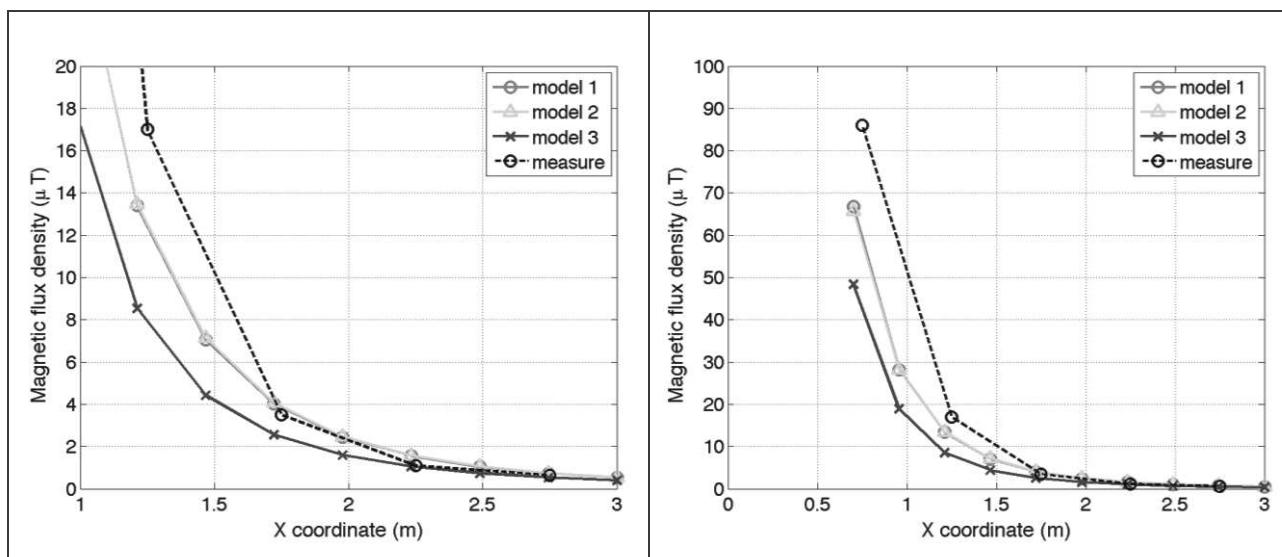 20
18
16
14
12
10
8
6
4
2
0
1
1.5
2
2.5
3
Magnetic flux density (μ T)
X coordinate (m)
model 1
model 2
model 3
measure
100
90
80
70
60
50
40
30
20
10
0
0
0.5
1
1.5
2
2.5
3
Magnetic flux density (μ T)
X coordinate (m)
model 1
model 2
model 3
measure